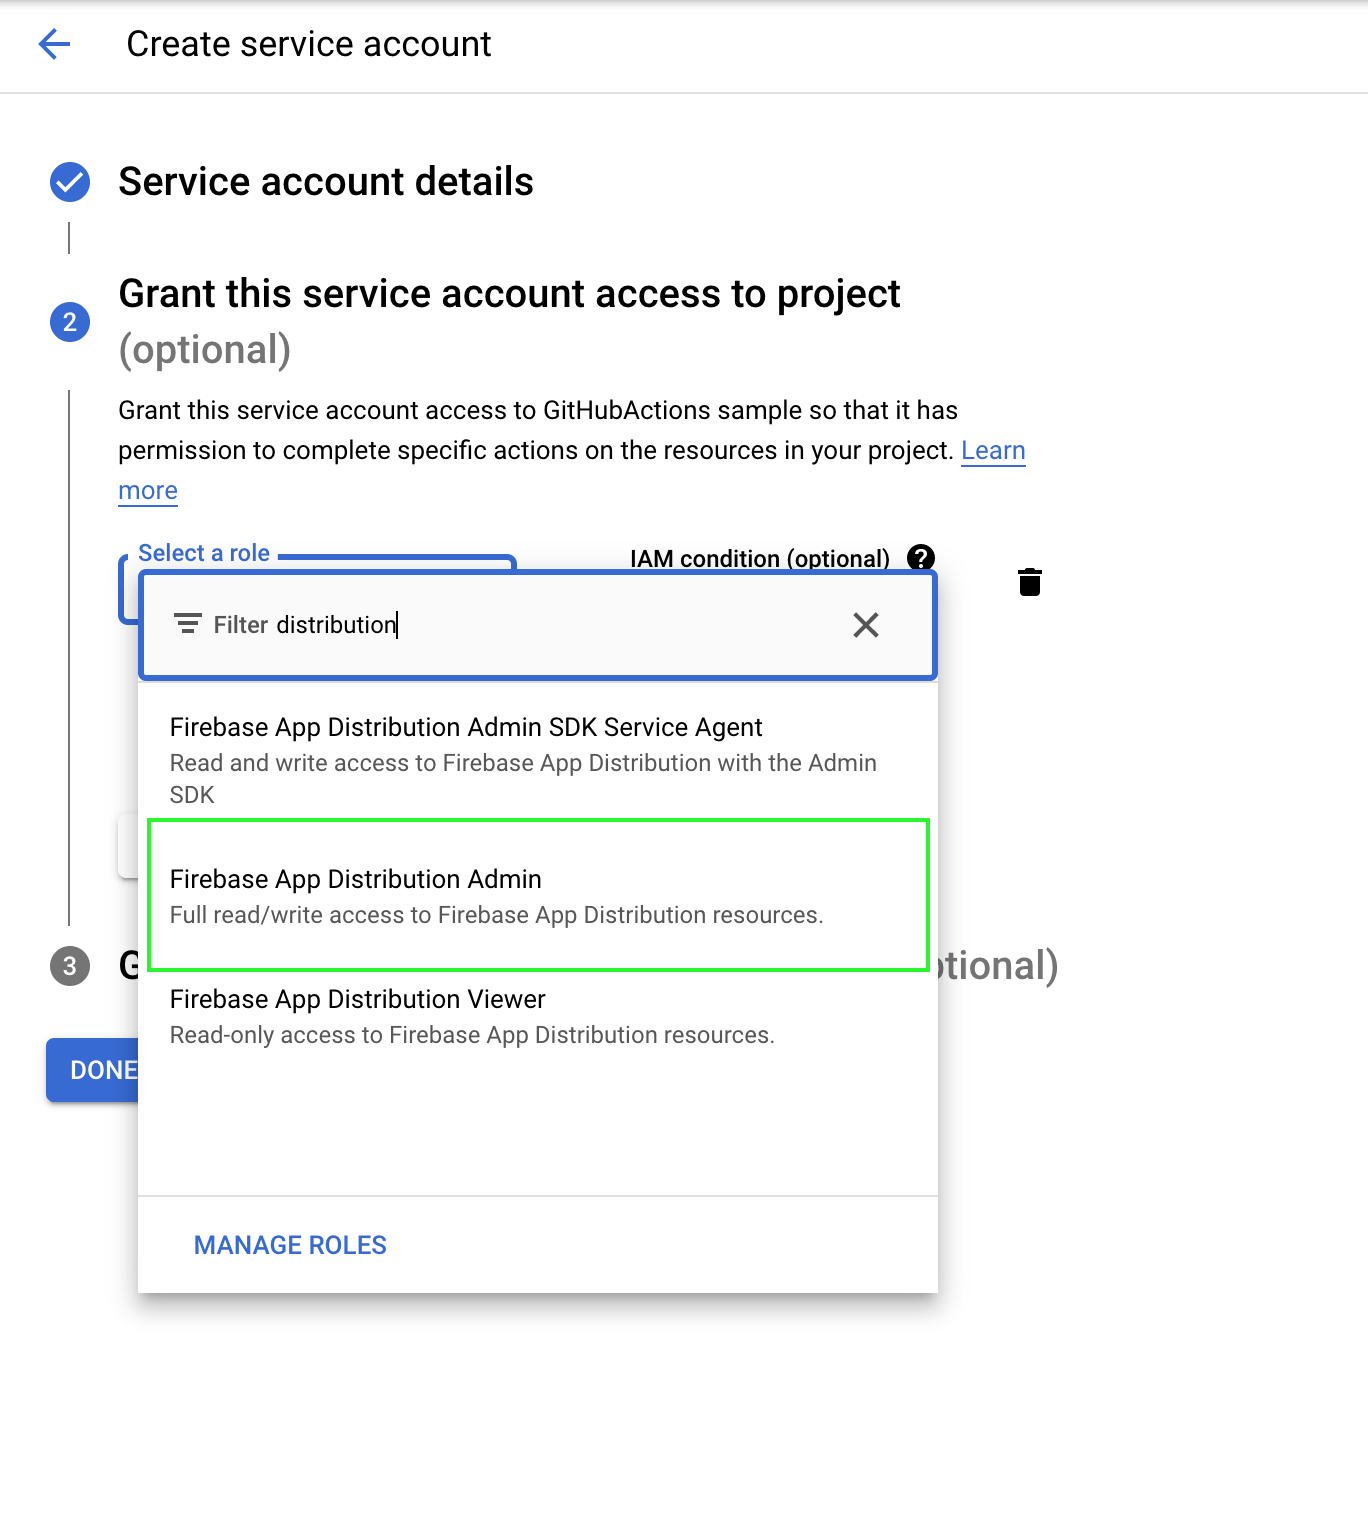 Create service account
Service account details
2
Grant this service account access to project
(optional)
Grant this service account access to GitHubActions sample so that it has
permission to complete specific actions on the resources in your project. Learn
more
Select a role
IAM condition (optional) ?
Filter distribution
Firebase App Distribution Admin SDK Service Agent
Read and write access to Firebase App Distribution with the Admin
SDK
Firebase App Distribution Admin
Full read/write access to Firebase App Distribution resources.
3
Firebase App Distribution Viewer
Read-only access to Firebase App Distribution resources.
DONE
MANAGE ROLES